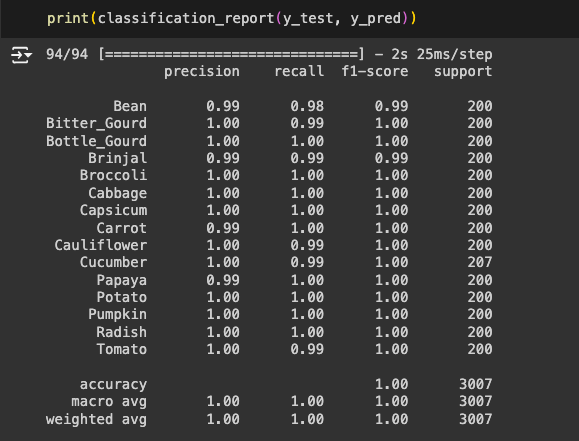 print(classification_report(y_test, y_pred))
94/94 [==============================] - 2s 25ms/step
precision recall f1-score support
Bean 0.99 0.98 0.99 200
Bitter_Gourd 1.00 0.99 1.00 200
Bottle_Gourd 1.00 1.00 1.00 200
Brinjal 0.99 0.99 0.99 200
Broccoli 1.00 1.00 1.00 200
Cabbage 1.00 1.00 1.00 200
Capsicum 1.00 1.00 1.00 200
Carrot 0.99 1.00 1.00 200
Cauliflower 1.00 0.99 1.00 200
Cucumber 1.00 0.99 1.00 207
Papaya 0.99 1.00 1.00 200
Potato 1.00 1.00 1.00 200
Pumpkin 1.00 1.00 1.00 200
Radish 1.00 1.00 1.00 200
Tomato 1.00 0.99 1.00 200
accuracy 1.00 3007
macro avg 1.00 1.00 1.00 3007
weighted avg 1.00 1.00 1.00 3007